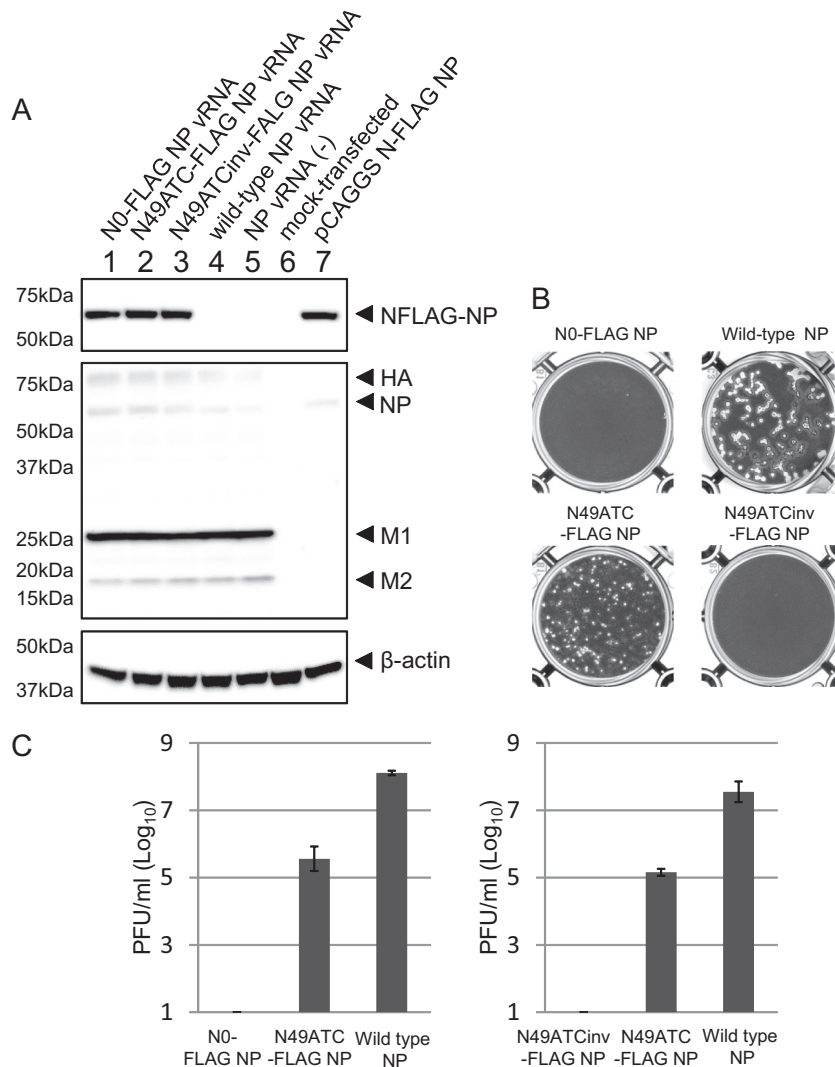 A
N0-FLAG NP vRNA
N49ATC-FLAG NP vRNA
N49ATCinv-FALG NP vRNA
wild-type NP vRNA
NP vRNA (-)
mock-transfected
pCAGGS N-FLAG NP
1 2 3 4 5 6 7
75kDa
50kDa
NFLAG-NP
75kDa
50kDa
37kDa
25kDa
20kDa
15kDa
HA
NP
M1
M2
50kDa
37kDa
β-actin
B
N0-FLAG NP
Wild-type NP
N49ATC
-FLAG NP
N49ATCinv
-FLAG NP
C
PFU/ml (Log10)
9
7
5
3
1
N0-
FLAG NP
N49ATC
-FLAG NP
Wild type
NP
PFU/ml (Log10)
9
7
5
3
1
N49ATCinv
-FLAG NP
N49ATC
-FLAG NP
Wild type
NP